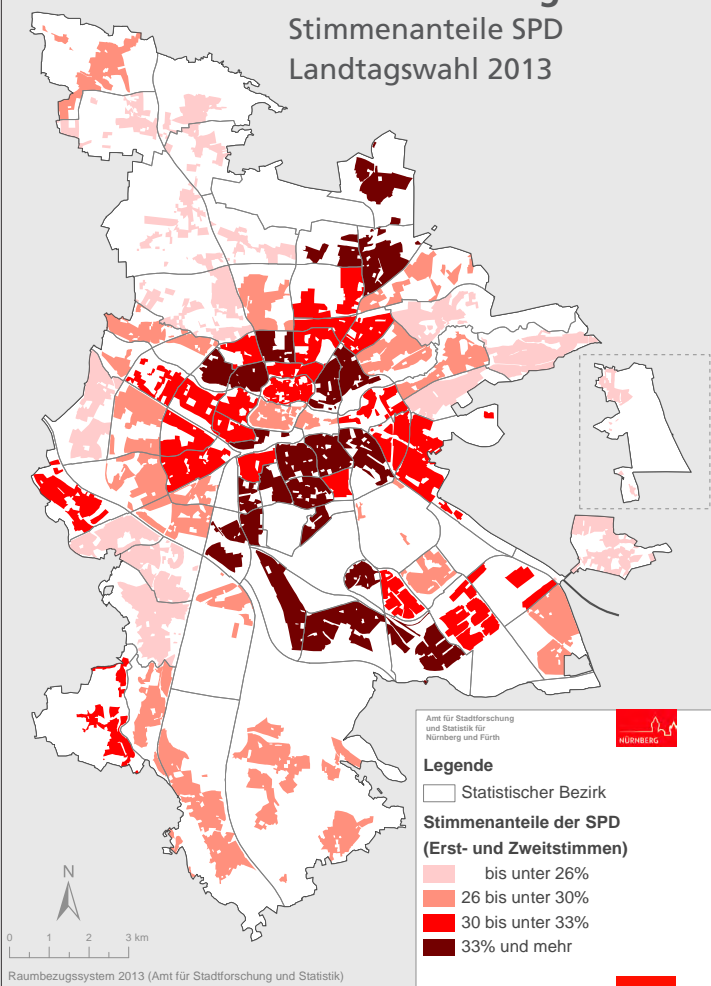 Stimmenanteile SPD
Landtagswahl 2013
Amt für Stadtforschung
und Statistik für
Nürnberg und Fürth
NÜRNBERG
Legende
Statistischer Bezirk
Stimmenanteile der SPD
(Erst- und Zweitstimmen)
bis unter 26%
26 bis unter 30%
30 bis unter 33%
33% und mehr
N
0 1 2 3 km
Raumbezugssystem 2013 (Amt für Stadtforschung und Statistik)